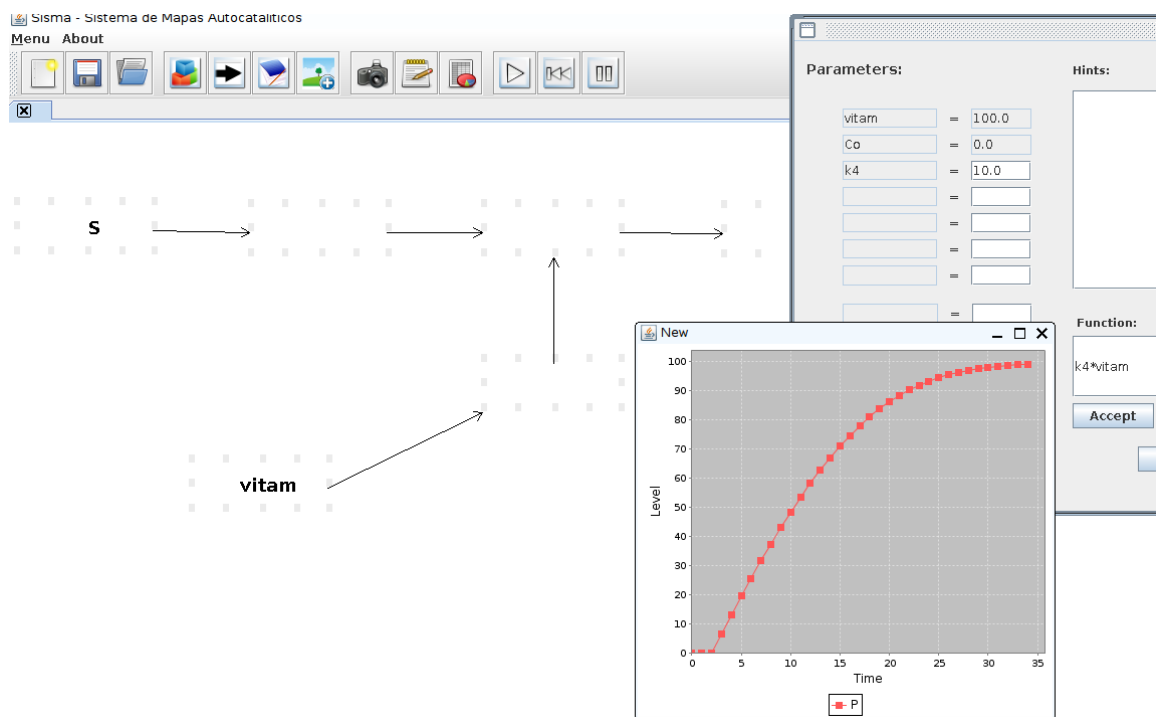 Sisma - Sistema de Mapas Autocatalíticos
Menu About
S
vitam
Parameters:
Hints:
vitam = 100.0
Co = 0.0
k4 = 10.0
=
=
=
=
=
Function:
k4*vitam
Accept
New
Level
100
90
80
70
60
50
40
30
20
10
0
0 5 10 15 20 25 30 35
Time
P